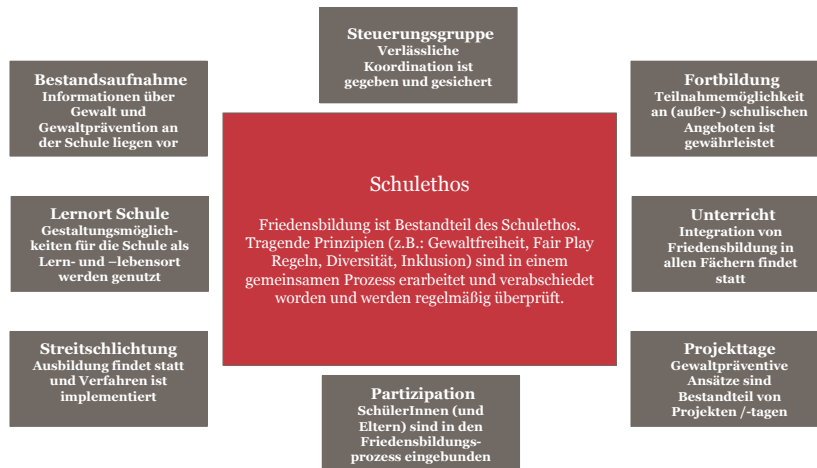 Steuerungsgruppe
Verlässliche
Koordination ist
gegeben und gesichert
Bestandsaufnahme
Informationen über
Gewalt und
Gewaltprävention an
der Schule liegen vor
Fortbildung
Teilnahmemöglichkeit
an (außer-) schulischen
Angeboten ist
gewährleistet
Schulethos
Friedensbildung ist Bestandteil des Schulethos.
Tragende Prinzipien (z.B.: Gewaltfreiheit, Fair Play
Regeln, Diversität, Inklusion) sind in einem
gemeinsamen Prozess erarbeitet und verabschiedet
worden und werden regelmäßig überprüft.
Lernort Schule
Gestaltungsmöglich-
keiten für die Schule als
Lern- und –lebensort
werden genutzt
Unterricht
Integration von
Friedensbildung in
allen Fächern findet
statt
Streitschlichtung
Ausbildung findet statt
und Verfahren ist
implementiert
Projekttage
Gewaltpräventive
Ansätze sind
Bestandteil von
Projekten /-tagen
Partizipation
SchülerInnen (und
Eltern) sind in den
Friedensbildungs-
prozess eingebunden